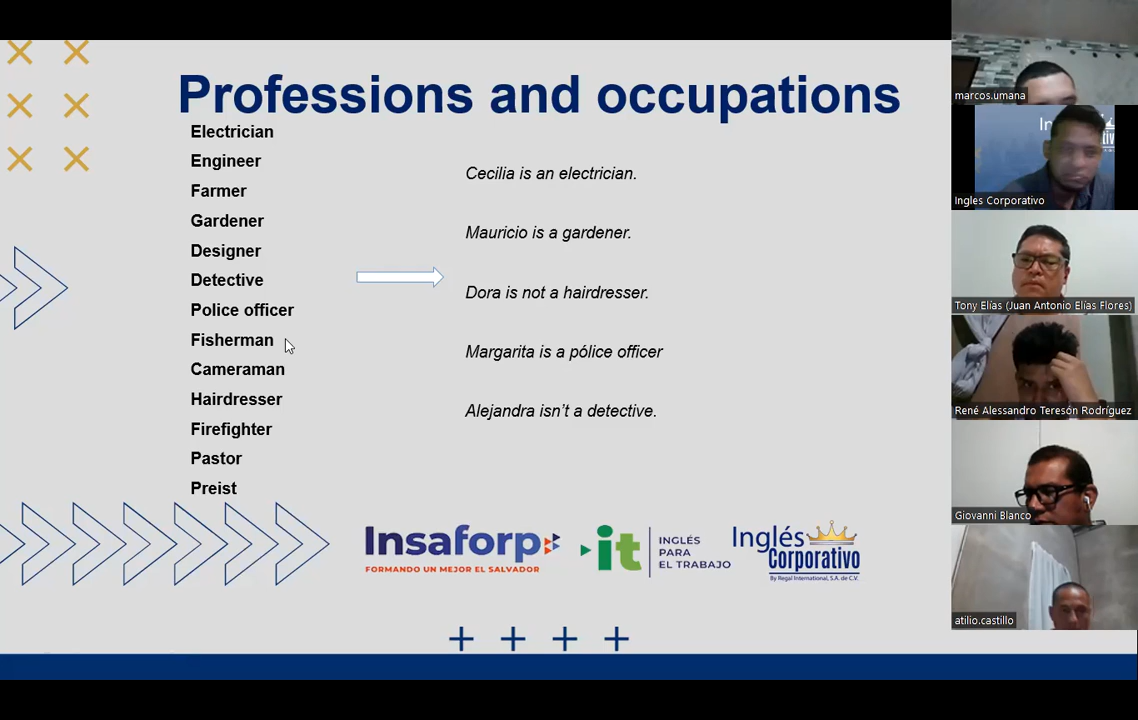 Professions and occupations
Electrician
Engineer
Farmer
Gardener
Designer
Detective
Police officer
Fisherman
Cameraman
Hairdresser
Firefighter
Pastor
Preist
Cecilia is an electrician.
Mauricio is a gardener.
Dora is not a hairdresser.
Margarita is a pólice officer
Alejandra isn't a detective.
Insaforp
FORMANDO UN MEJOR EL SALVADOR
it
INGLÉS
PARA
EL TRABAJO
Inglés
Corporativo
By Regal International, S.A. de C.V.
marcos.umana
Ingles Corporativo
Tony Elías (Juan Antonio Elías Flores)
René Alessandro Teresón Rodríguez
Giovanni Blanco
atilio.castillo